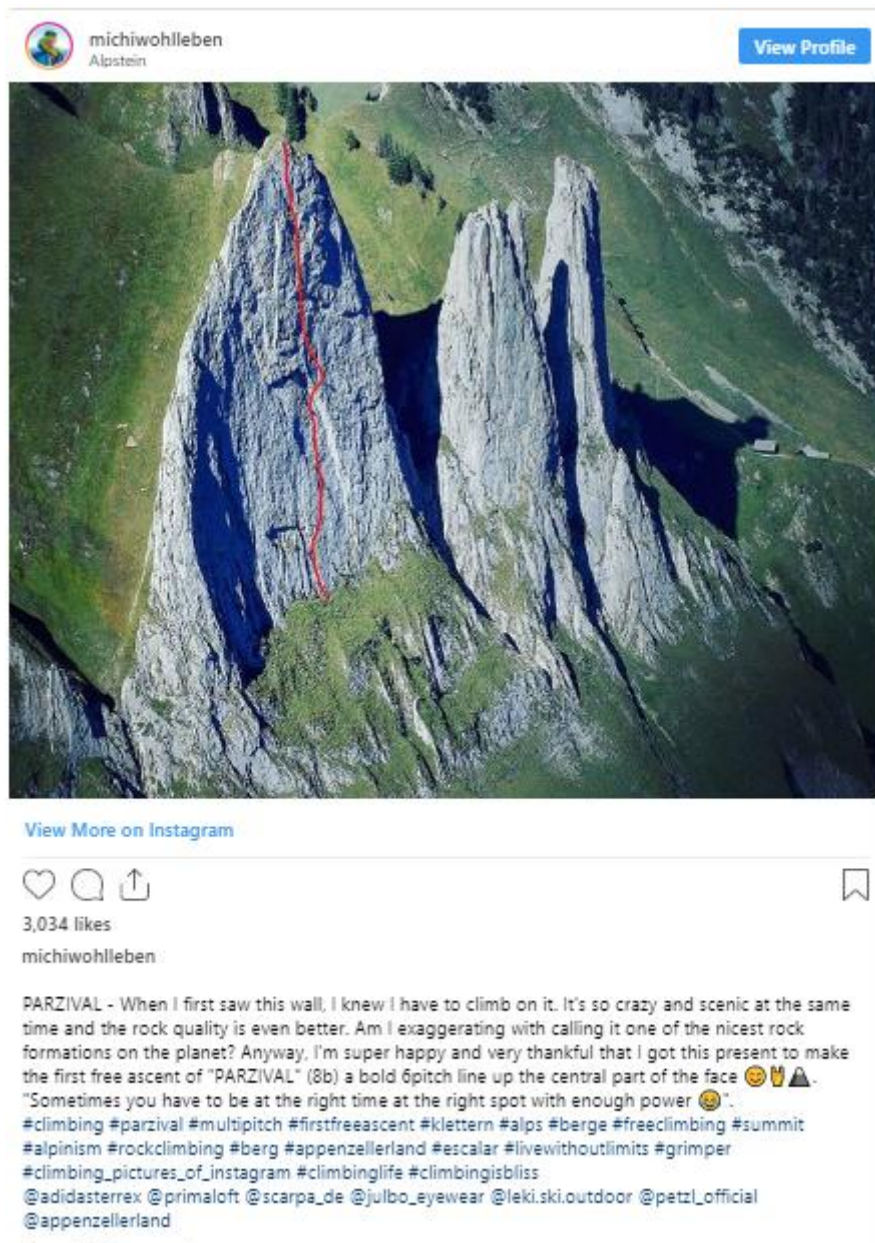 michiwohlleben
Alpstein
View Profile
View More on Instagram
3,034 likes
michiwohlleben
PARZIVAL - When I first saw this wall, I knew I have to climb on it. It's so crazy and scenic at the same
time and the rock quality is even better. Am I exaggerating with calling it one of the nicest rock
formations on the planet? Anyway, I'm super happy and very thankful that I got this present to make
the first free ascent of "PARZIVAL" (8b) a bold 6pitch line up the central part of the face 😊🤘⛰.
"Sometimes you have to be at the right time at the right spot with enough power 😂".
#climbing #parzival #multipitch #firstfreeascent #klettern #alps #berge #freeclimbing #summit
#alpinism #rockclimbing #berg #appenzellerland #escalar #livewithoutlimits #grimper
#climbing_pictures_of_instagram #climbinglife #climbingisbliss
@adidasterrex @primaloft @scarpa_de @julbo_eyewear @leki.ski.outdoor @petzl_official
@appenzellerland